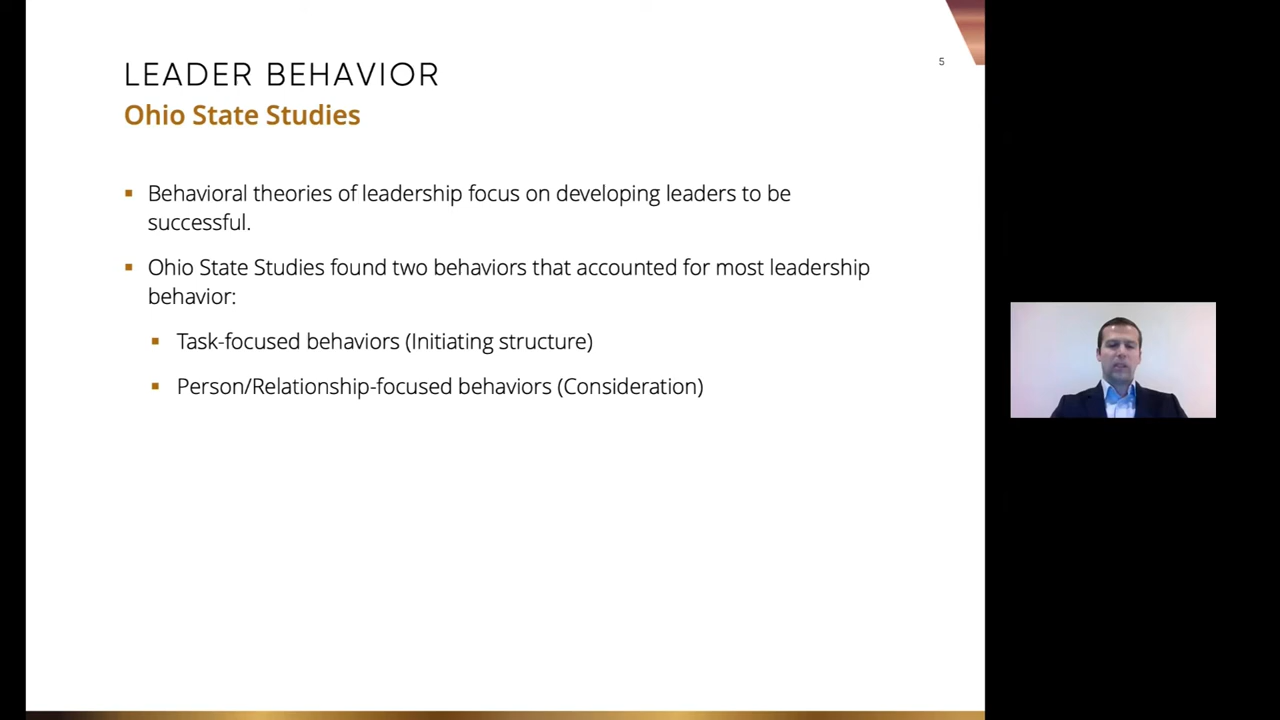 LEADER BEHAVIOR
5
Ohio State Studies
▪ Behavioral theories of leadership focus on developing leaders to be
successful.
▪ Ohio State Studies found two behaviors that accounted for most leadership
behavior:
▪ Task-focused behaviors (Initiating structure)
▪ Person/Relationship-focused behaviors (Consideration)